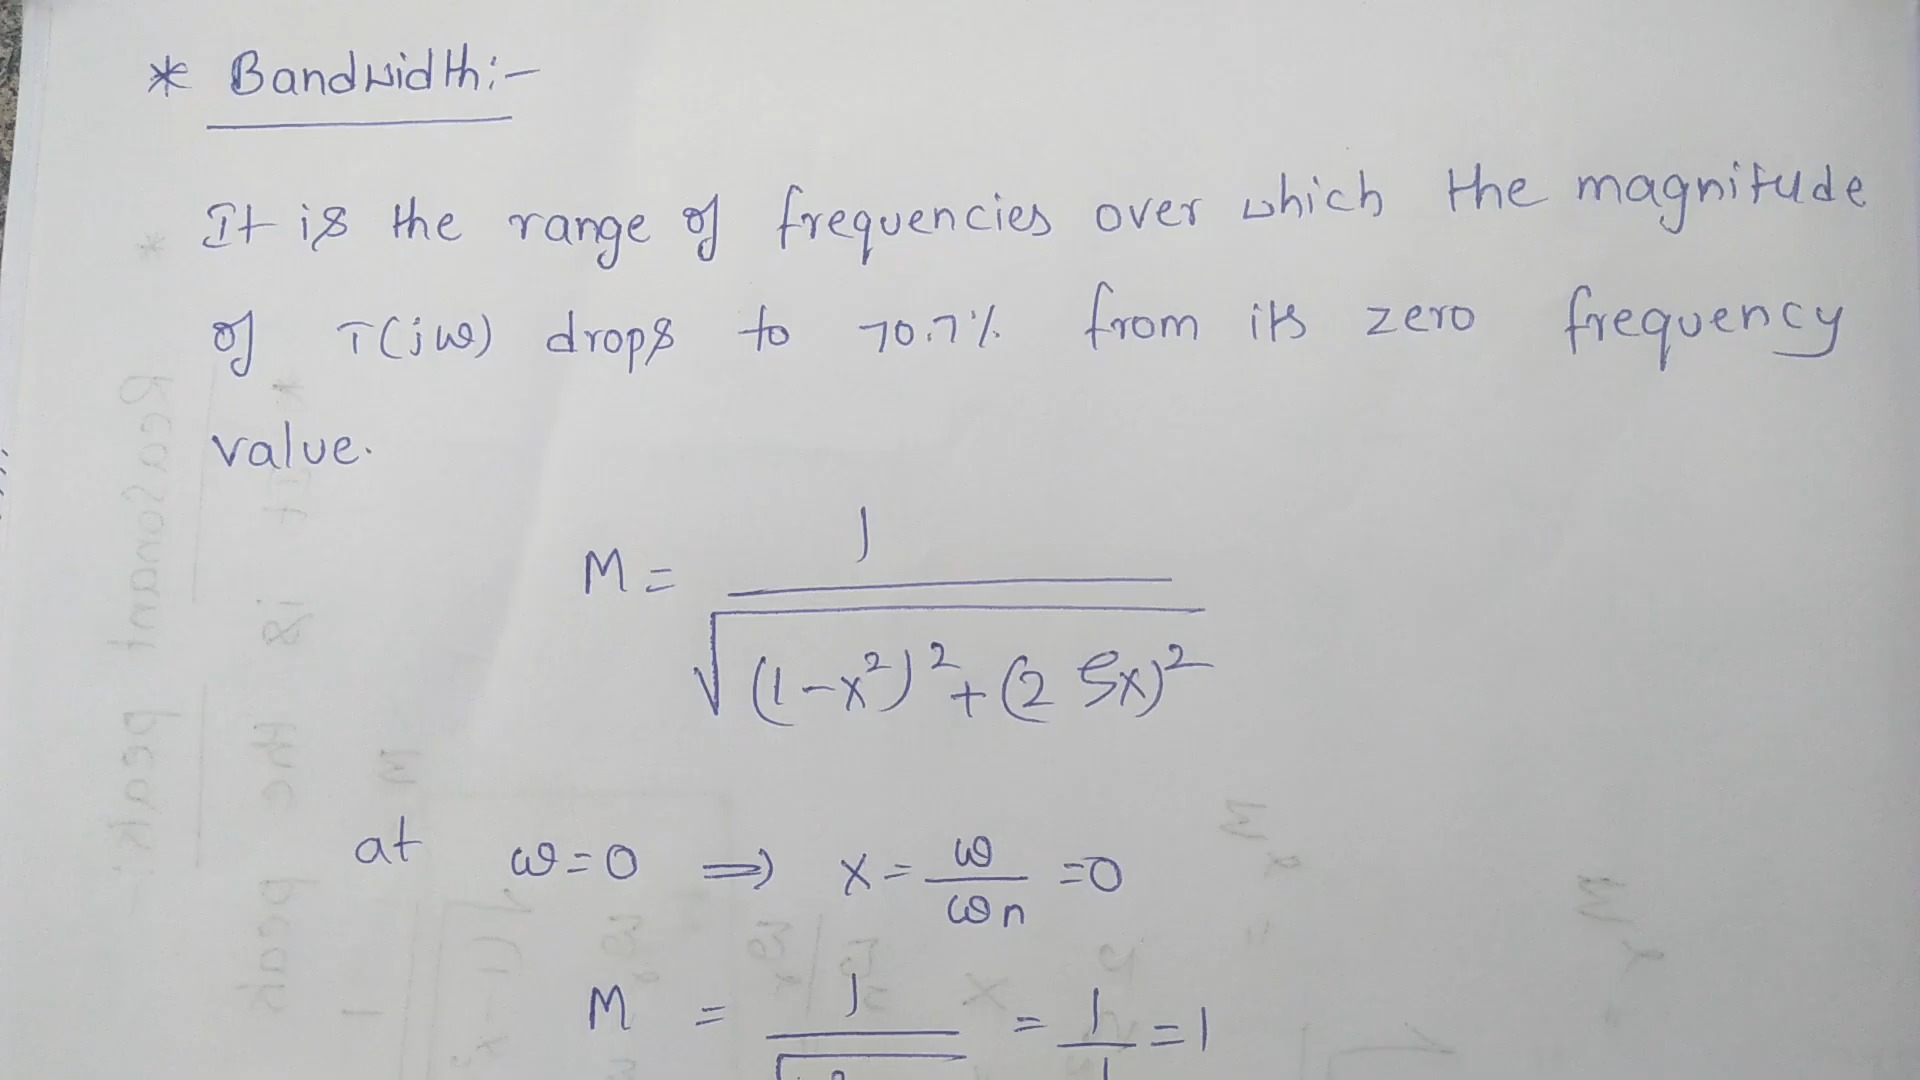 * Bandwidth:-
It is the range of frequencies over which the magnitude
of T(jω) drops to 70.7% from its zero frequency
value.
M = 1 / √((1-x²)² + (2ζx)²)
at ω=0 ⇒ x = ω/ωn =0
M = 1 = 1/1 = 1